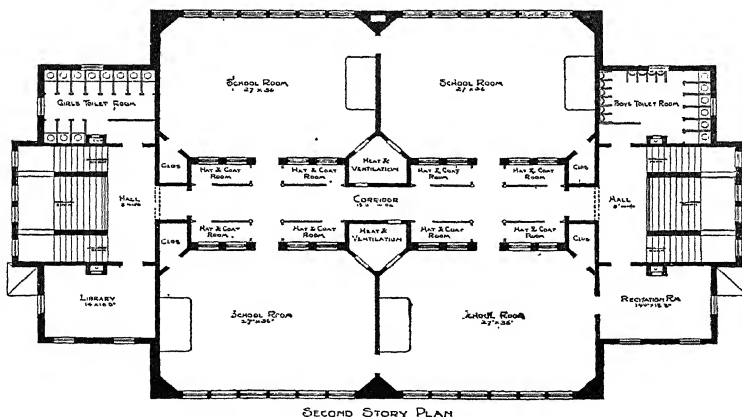 SCHOOL ROOM
27 X 36
SCHOOL ROOM
27 X 36
GIRLS TOILET ROOM
BOYS TOILET ROOM
CLOS
HAT & COAT
ROOM
HAT & COAT
ROOM
HEAT &
VENTILATION
HAT & COAT
ROOM
HAT & COAT
ROOM
CLOS
HALL
CORRIDOR
HALL
CLOS
HAT & COAT
ROOM
HAT & COAT
ROOM
HEAT &
VENTILATION
HAT & COAT
ROOM
HAT & COAT
ROOM
CLOS
LIBRARY
SCHOOL ROOM
27" X 36"
SCHOOL ROOM
27" X 36"
RECITATION RM.
SECOND STORY PLAN